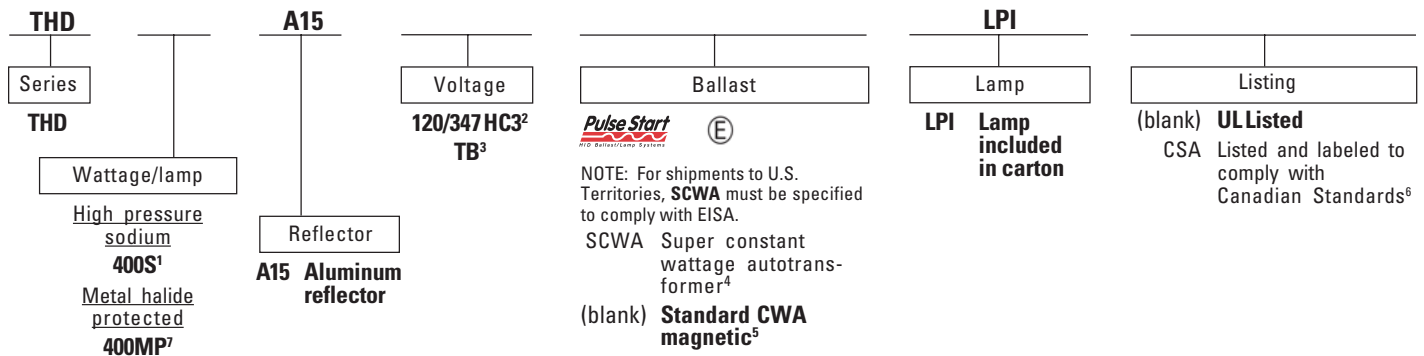 THD A15 LPI
Series
THD
Wattage/lamp
High pressure
sodium
400S¹
Metal halide
protected
400MP⁷
Reflector
A15 Aluminum
reflector
Voltage
120/347 HC3²
TB³
Ballast
Pulse Start
HID Ballast/Lamp Systems
E
NOTE: For shipments to U.S.
Territories, SCWA must be specified
to comply with EISA.
SCWA Super constant
wattage autotrans-
former⁴
(blank) Standard CWA
magnetic⁵
Lamp
LPI Lamp
included
in carton
Listing
(blank) UL Listed
CSA Listed and labeled to
comply with
Canadian Standards⁶